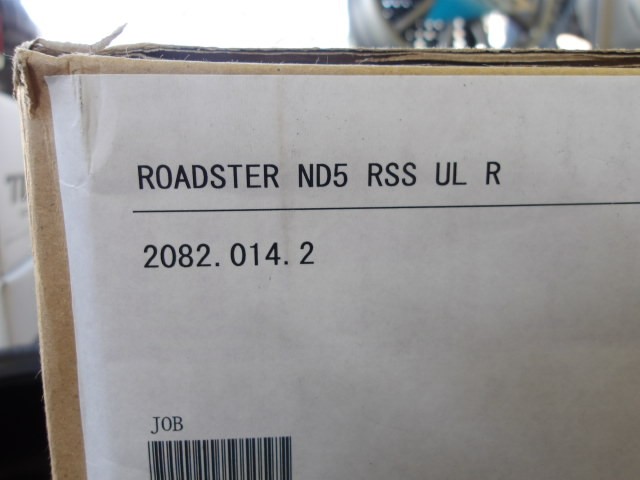 ROADSTER ND5 RSS UL R
2082.014.2
JOB